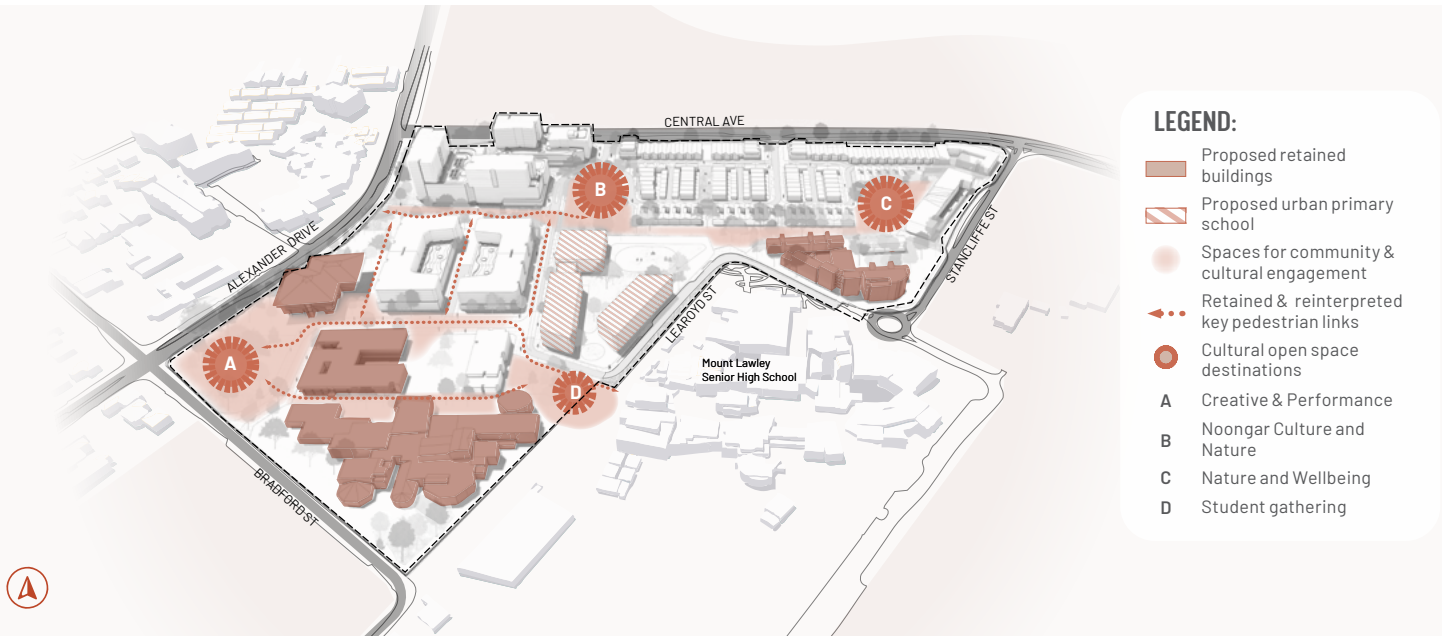 CENTRAL AVE
ALEXANDER DRIVE
STANCLIFFE ST
LEAROYD ST
BRADFORD ST
Mount Lawley
Senior High School
A
B
C
D
LEGEND:
Proposed retained
buildings
Proposed urban primary
school
Spaces for community &
cultural engagement
Retained & reinterpreted
key pedestrian links
Cultural open space
destinations
A Creative & Performance
B Noongar Culture and
Nature
C Nature and Wellbeing
D Student gathering